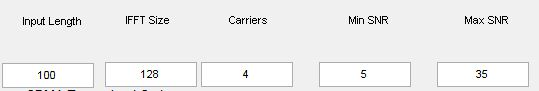 Input Length IFFT Size Carriers Min SNR Max SNR
100 128 4 5 35